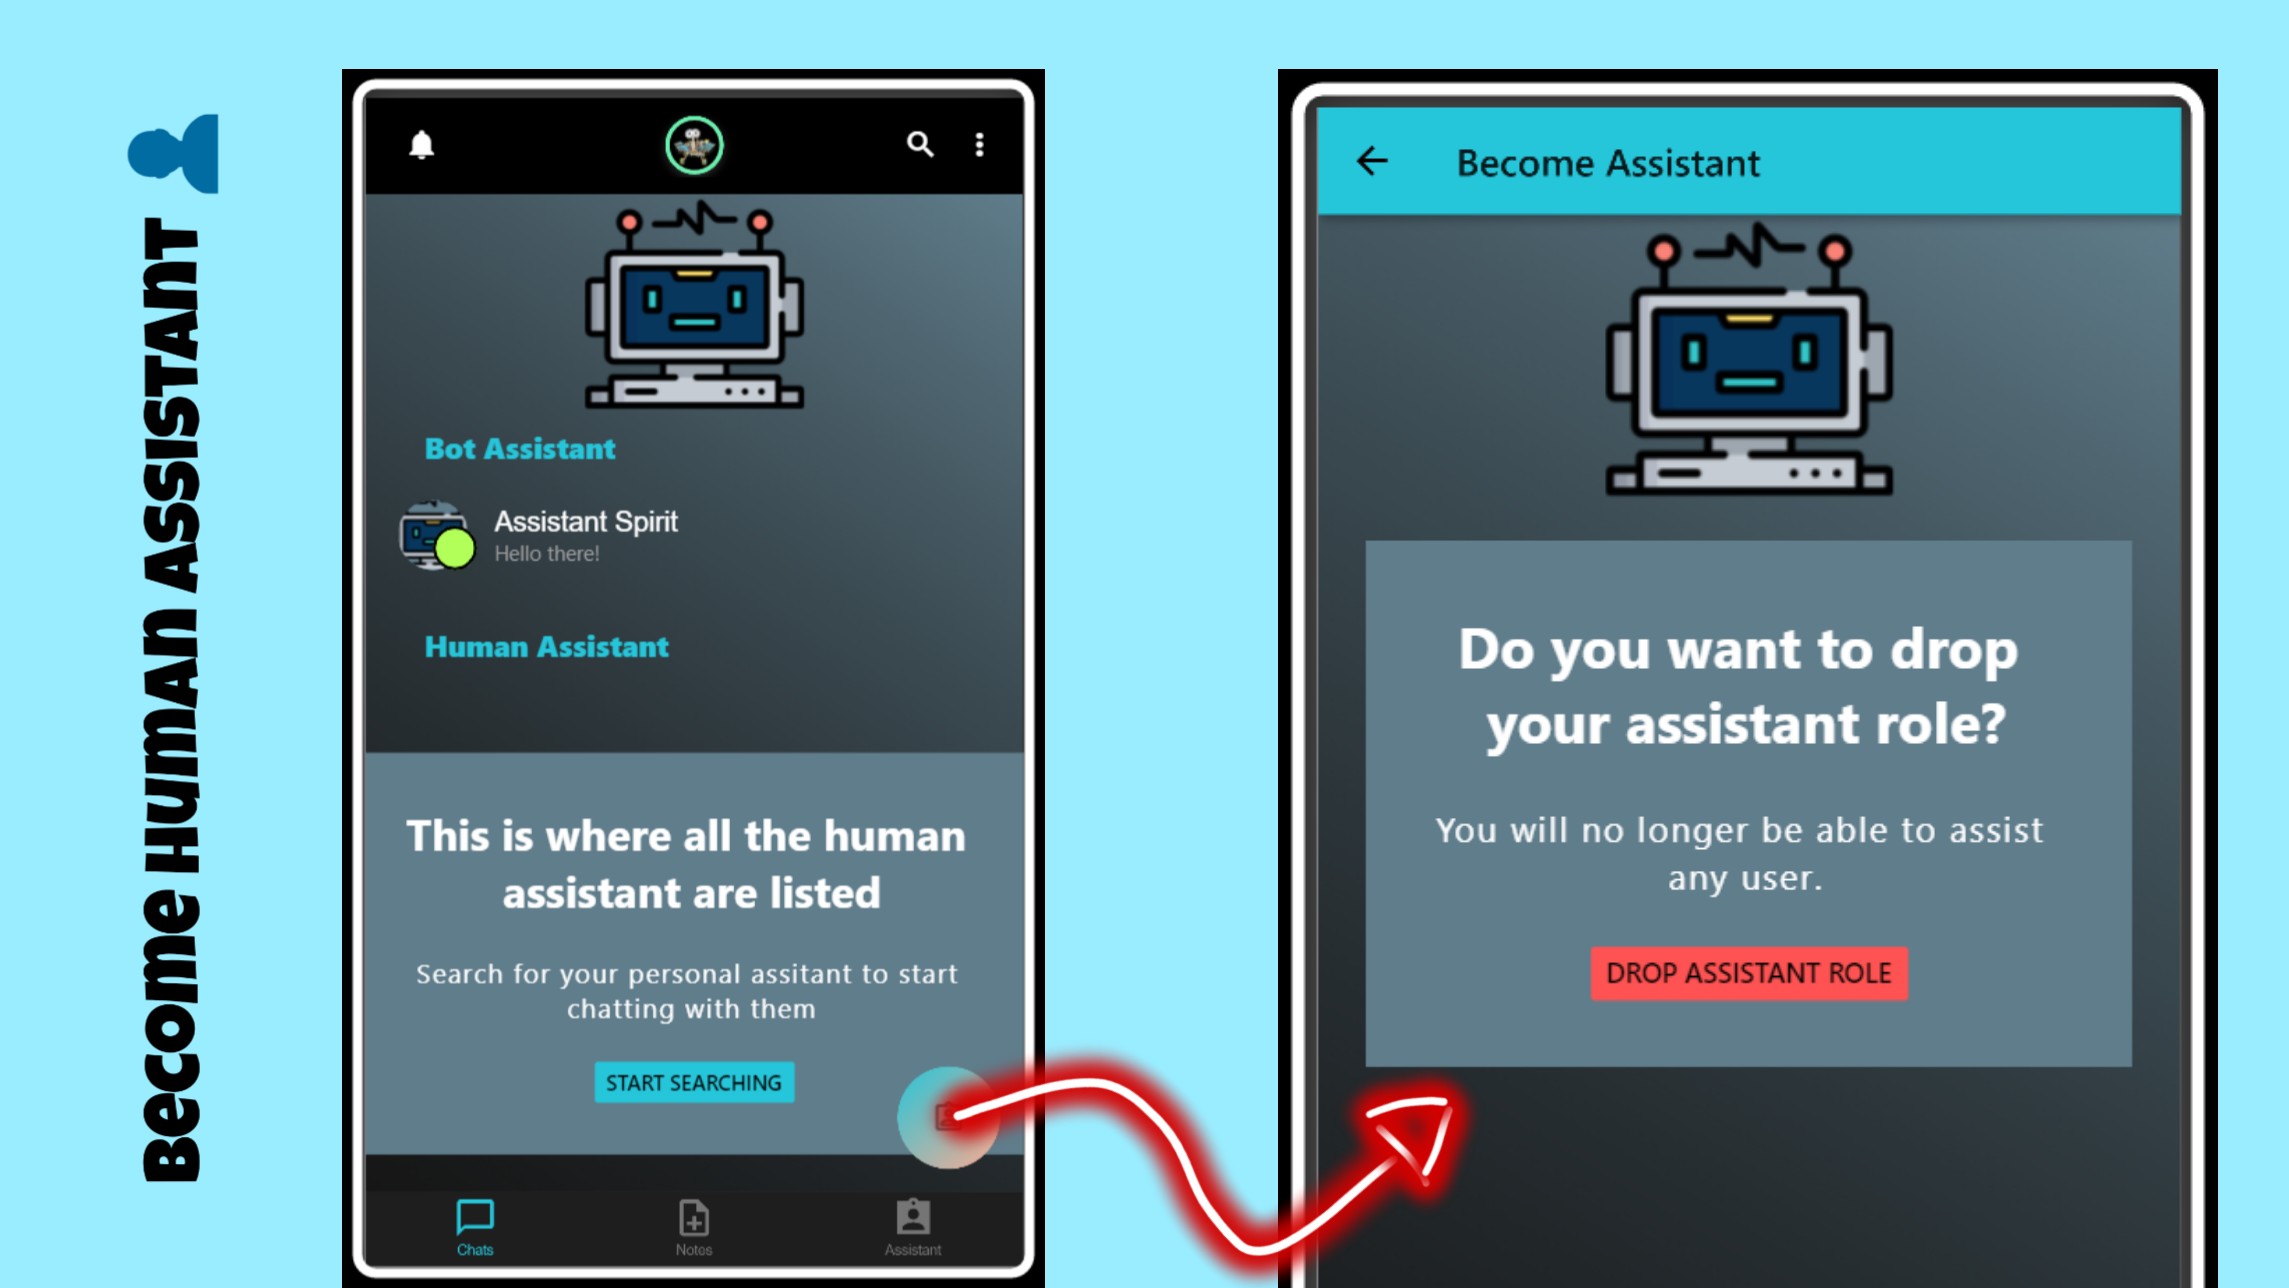 Become Human Assistant
Bot Assistant
Assistant Spirit
Hello there!
Human Assistant
This is where all the human
assistant are listed
Search for your personal assitant to start
chatting with them
START SEARCHING
Chats
Notes
Assistant
Become Assistant
Do you want to drop
your assistant role?
You will no longer be able to assist
any user.
DROP ASSISTANT ROLE